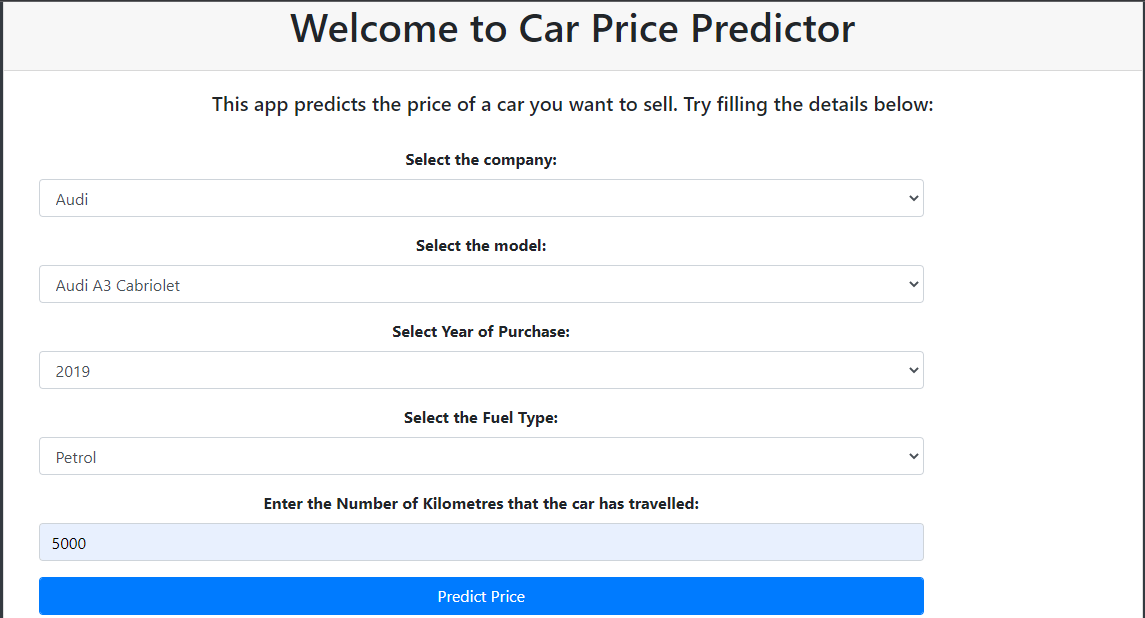 Welcome to Car Price Predictor
This app predicts the price of a car you want to sell. Try filling the details below:
Select the company:
Audi
Select the model:
Audi A3 Cabriolet
Select Year of Purchase:
2019
Select the Fuel Type:
Petrol
Enter the Number of Kilometres that the car has travelled:
5000
Predict Price